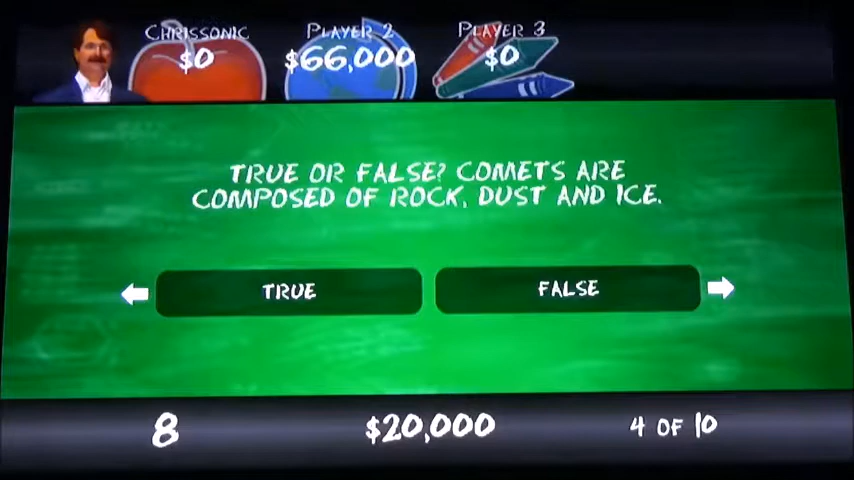 CHRISSONIC PLAYER 2 PLAYER 3
$0 $66,000 $0
TRUE OR FALSE? COMETS ARE
COMPOSED OF ROCK, DUST AND ICE.
TRUE FALSE
8 $20,000 4 OF 10